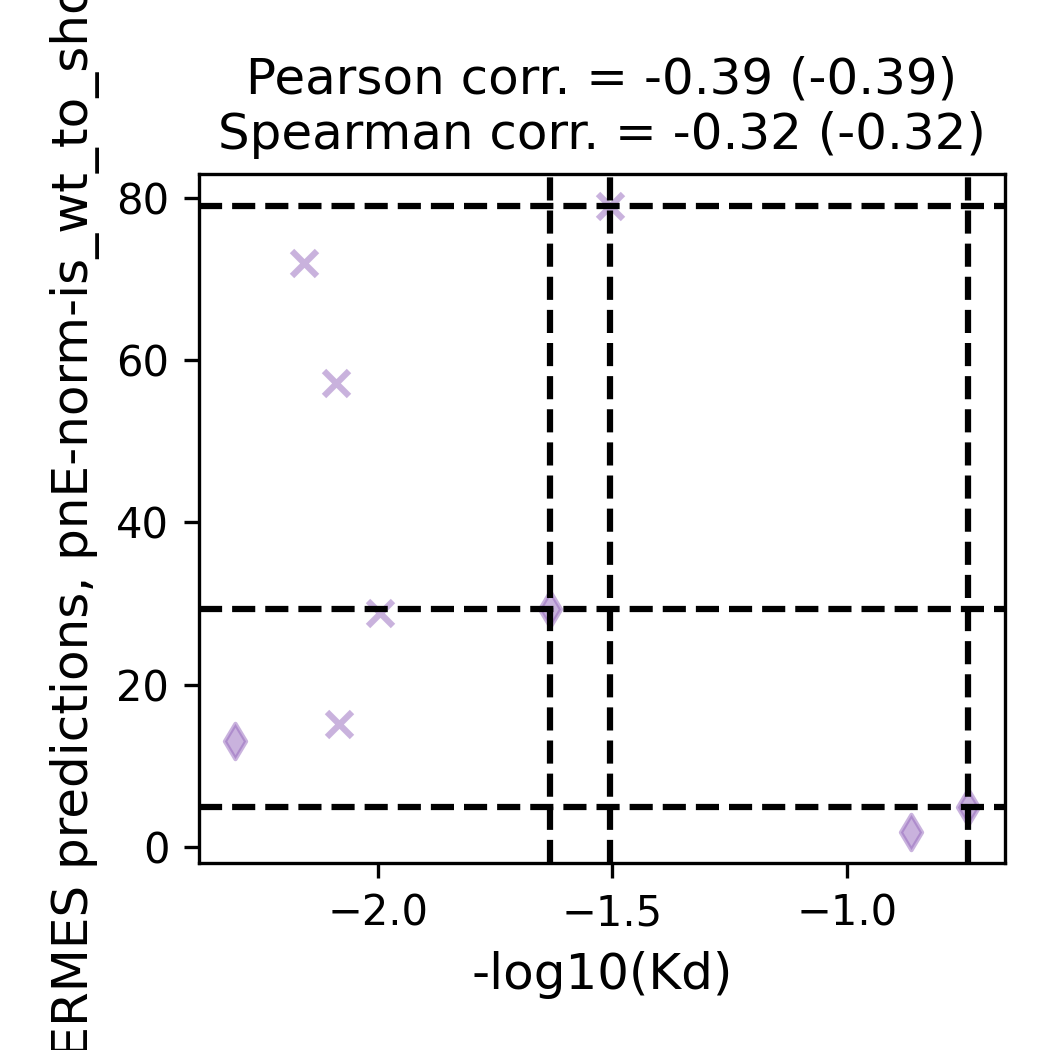 Pearson corr. = -0.39 (-0.39)
Spearman corr. = -0.32 (-0.32)
predictions, pnE-norm-is_wt_to_
80
60
40
20
0
−2.0
−1.5
−1.0
-log10(Kd)